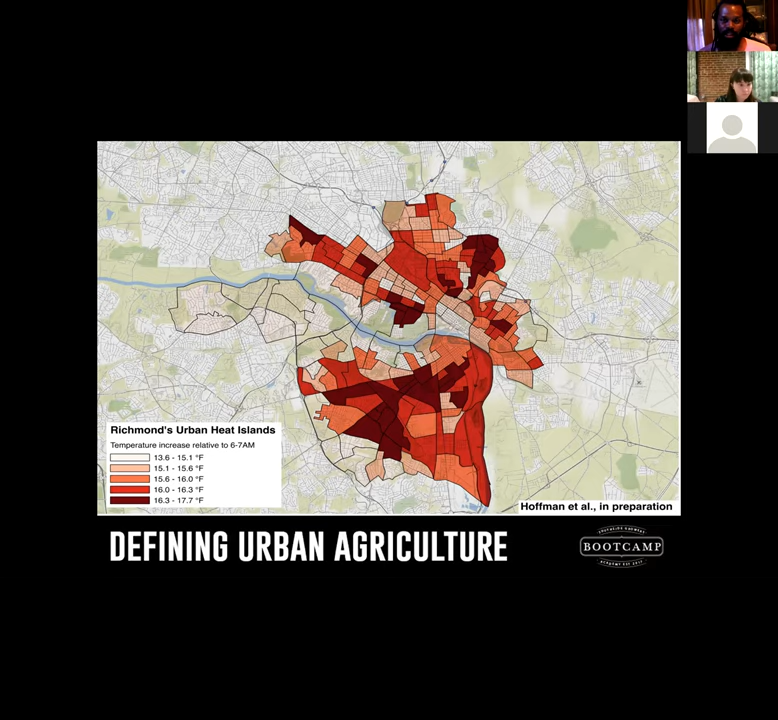 Richmond's Urban Heat Islands
Temperature increase relative to 6-7AM
13.6 - 15.1 °F
15.1 - 15.6 °F
15.6 - 16.0 °F
16.0 - 16.3 °F
16.3 - 17.7 °F
Hoffman et al., in preparation
DEFINING URBAN AGRICULTURE
BOOTCAMP